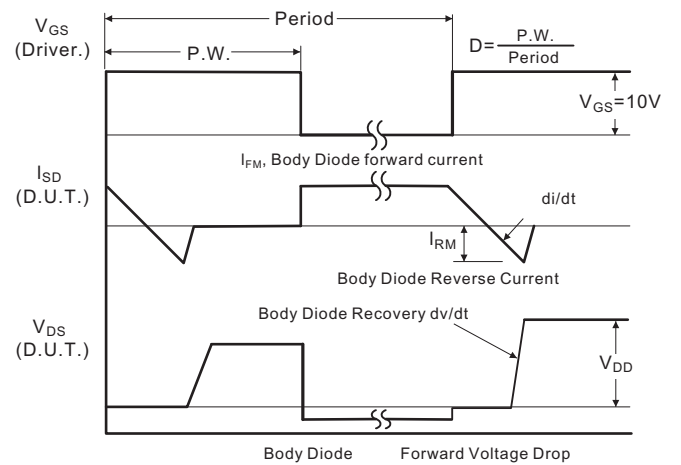 V_GS
(Driver.)
Period
P.W.
D= P.W. / Period
V_GS=10V
I_FM, Body Diode forward current
I_SD
(D.U.T.)
di/dt
I_RM
Body Diode Reverse Current
Body Diode Recovery dv/dt
V_DS
(D.U.T.)
V_DD
Body Diode Forward Voltage Drop